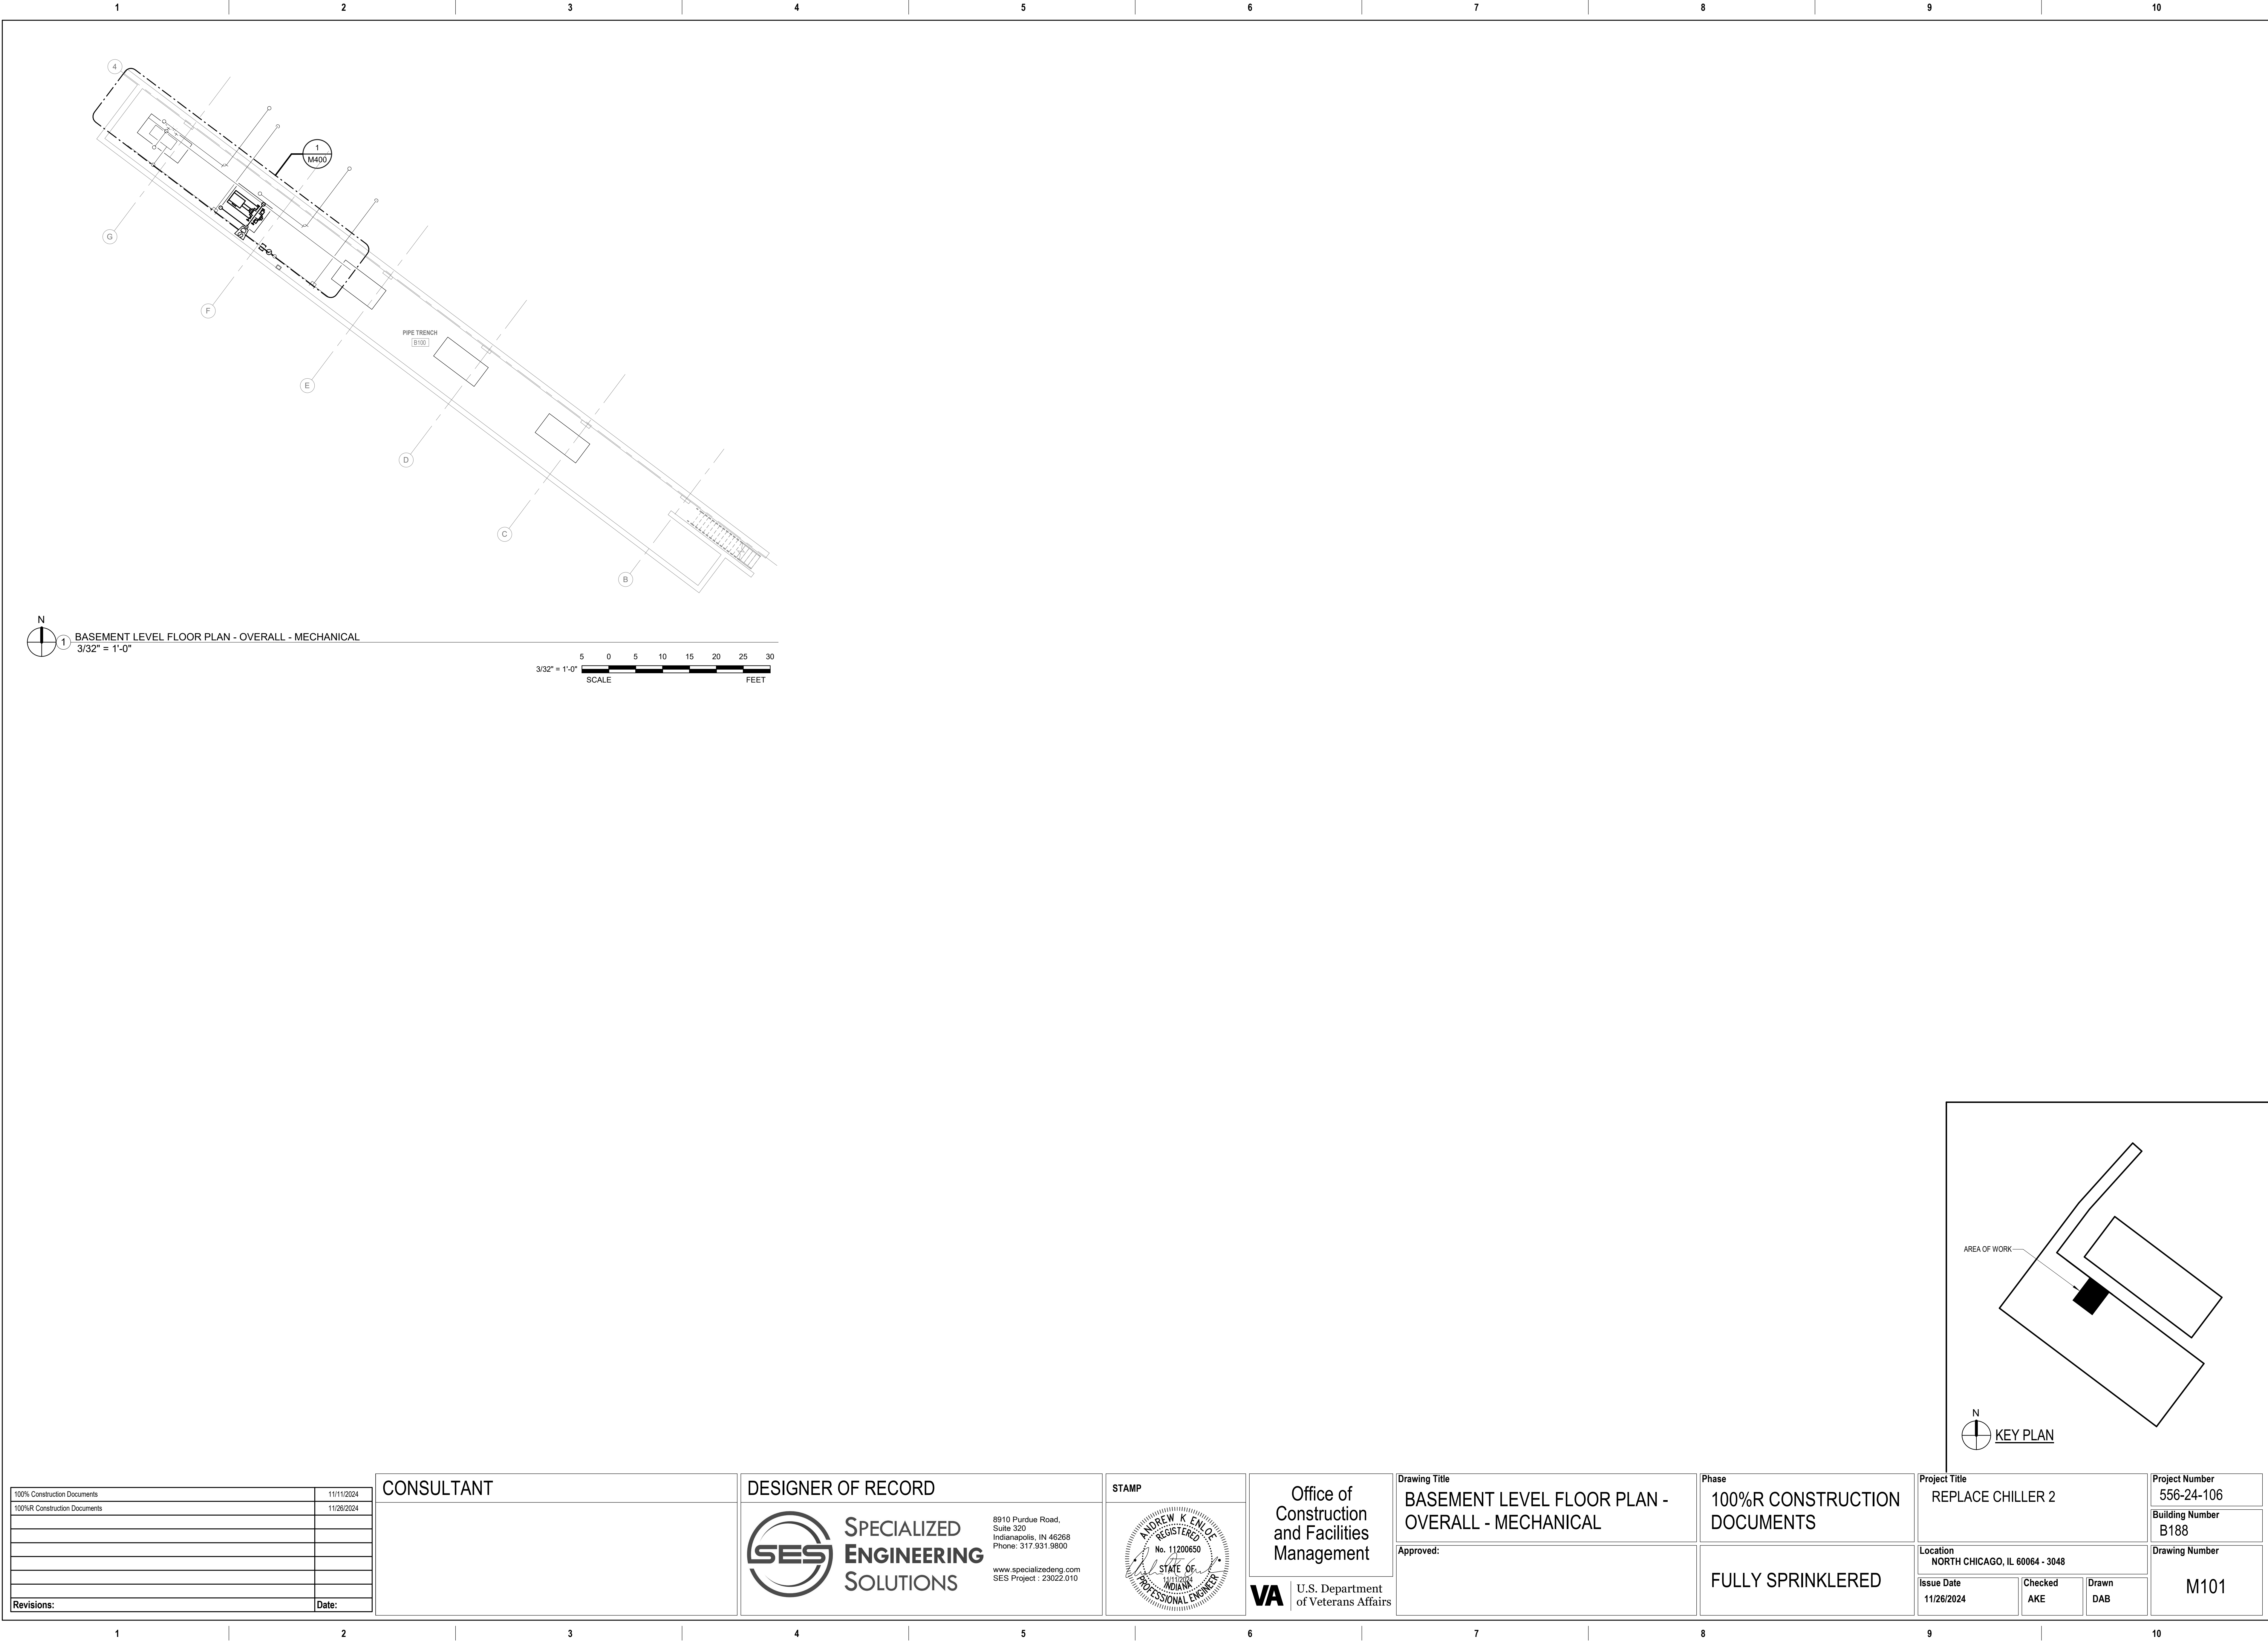 1 2 3 4 5 6 7 8 9 10
4
1
M400
G
F
E
D
C
B
PIPE TRENCH
B100
N
1
BASEMENT LEVEL FLOOR PLAN - OVERALL - MECHANICAL
3/32" = 1'-0"
5 0 5 10 15 20 25 30
3/32" = 1'-0"
SCALE FEET
AREA OF WORK
N
KEY PLAN
100% Construction Documents 11/11/2024
100%R Construction Documents 11/26/2024
Revisions: Date:
CONSULTANT
DESIGNER OF RECORD
SES
SPECIALIZED
ENGINEERING
SOLUTIONS
8910 Purdue Road,
Suite 320
Indianapolis, IN 46268
Phone: 317.931.9800
www.specializedeng.com
SES Project : 23022.010
STAMP
ANDREW K ENLOE
REGISTERED
No. 11200650
STATE OF
11/11/2024
INDIANA
PROFESSIONAL ENGINEER
Office of
Construction
and Facilities
Management
VA
U.S. Department
of Veterans Affairs
Drawing Title
BASEMENT LEVEL FLOOR PLAN -
OVERALL - MECHANICAL
Approved:
Phase
100%R CONSTRUCTION
DOCUMENTS
FULLY SPRINKLERED
Project Title
REPLACE CHILLER 2
Location
NORTH CHICAGO, IL 60064 - 3048
Issue Date
11/26/2024
Checked
AKE
Drawn
DAB
Project Number
556-24-106
Building Number
B188
Drawing Number
M101
1 2 3 4 5 6 7 8 9 10